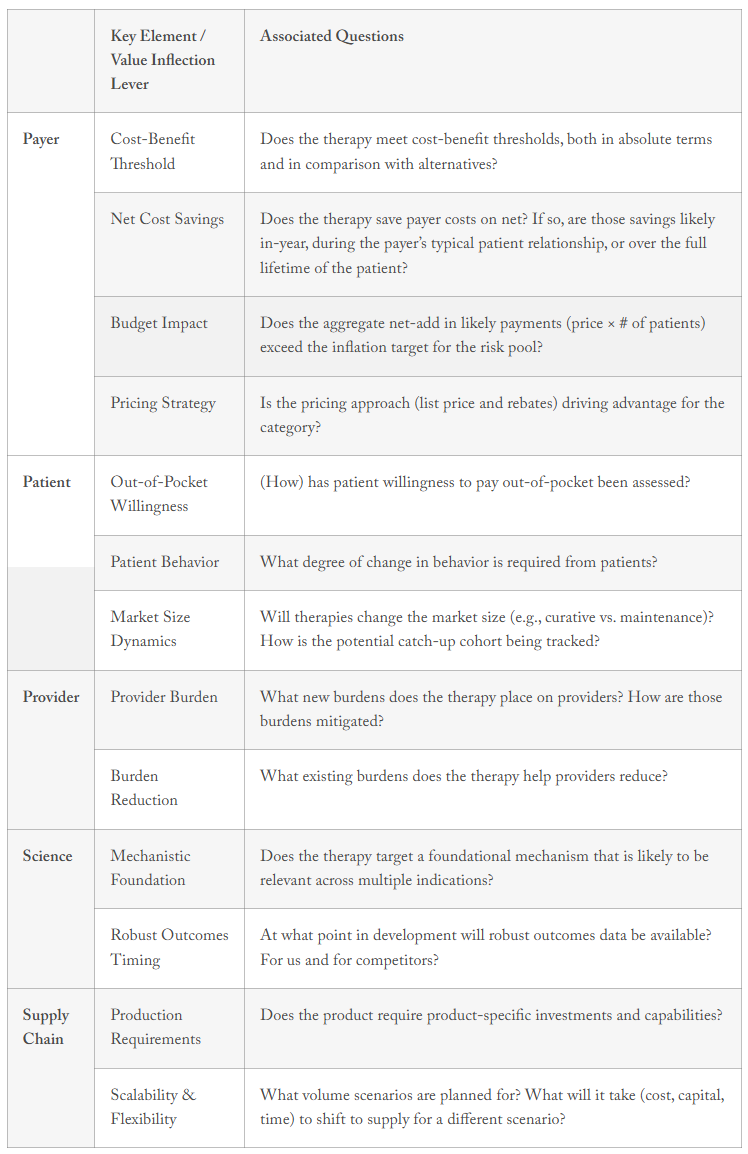 Key Element /
Value Inflection
Lever
Associated Questions
Payer
Cost-Benefit
Threshold
Does the therapy meet cost-benefit thresholds, both in absolute terms
and in comparison with alternatives?
Net Cost Savings
Does the therapy save payer costs on net? If so, are those savings likely
in-year, during the payer’s typical patient relationship, or over the full
lifetime of the patient?
Budget Impact
Does the aggregate net-add in likely payments (price × # of patients)
exceed the inflation target for the risk pool?
Pricing Strategy
Is the pricing approach (list price and rebates) driving advantage for the
category?
Patient
Out-of-Pocket
Willingness
(How) has patient willingness to pay out-of-pocket been assessed?
Patient Behavior
What degree of change in behavior is required from patients?
Market Size
Dynamics
Will therapies change the market size (e.g., curative vs. maintenance)?
How is the potential catch-up cohort being tracked?
Provider
Provider Burden
What new burdens does the therapy place on providers? How are those
burdens mitigated?
Burden
Reduction
What existing burdens does the therapy help providers reduce?
Science
Mechanistic
Foundation
Does the therapy target a foundational mechanism that is likely to be
relevant across multiple indications?
Robust Outcomes
Timing
At what point in development will robust outcomes data be available?
For us and for competitors?
Supply
Chain
Production
Requirements
Does the product require product-specific investments and capabilities?
Scalability &
Flexibility
What volume scenarios are planned for? What will it take (cost, capital,
time) to shift to supply for a different scenario?